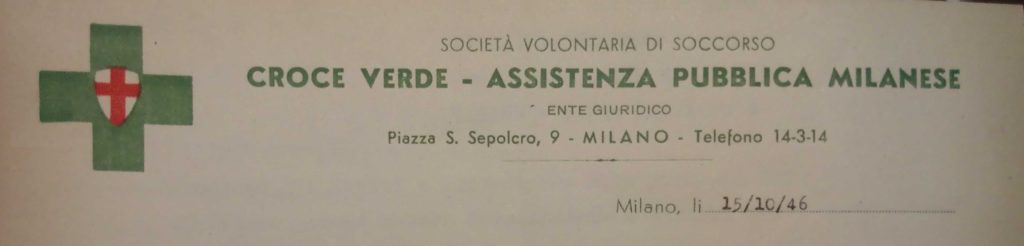 SOCIETÀ VOLONTARIA DI SOCCORSO
CROCE VERDE - ASSISTENZA PUBBLICA MILANESE
ENTE GIURIDICO
Piazza S. Sepolcro, 9 - MILANO - Telefono 14-3-14
Milano, li 15/10/46